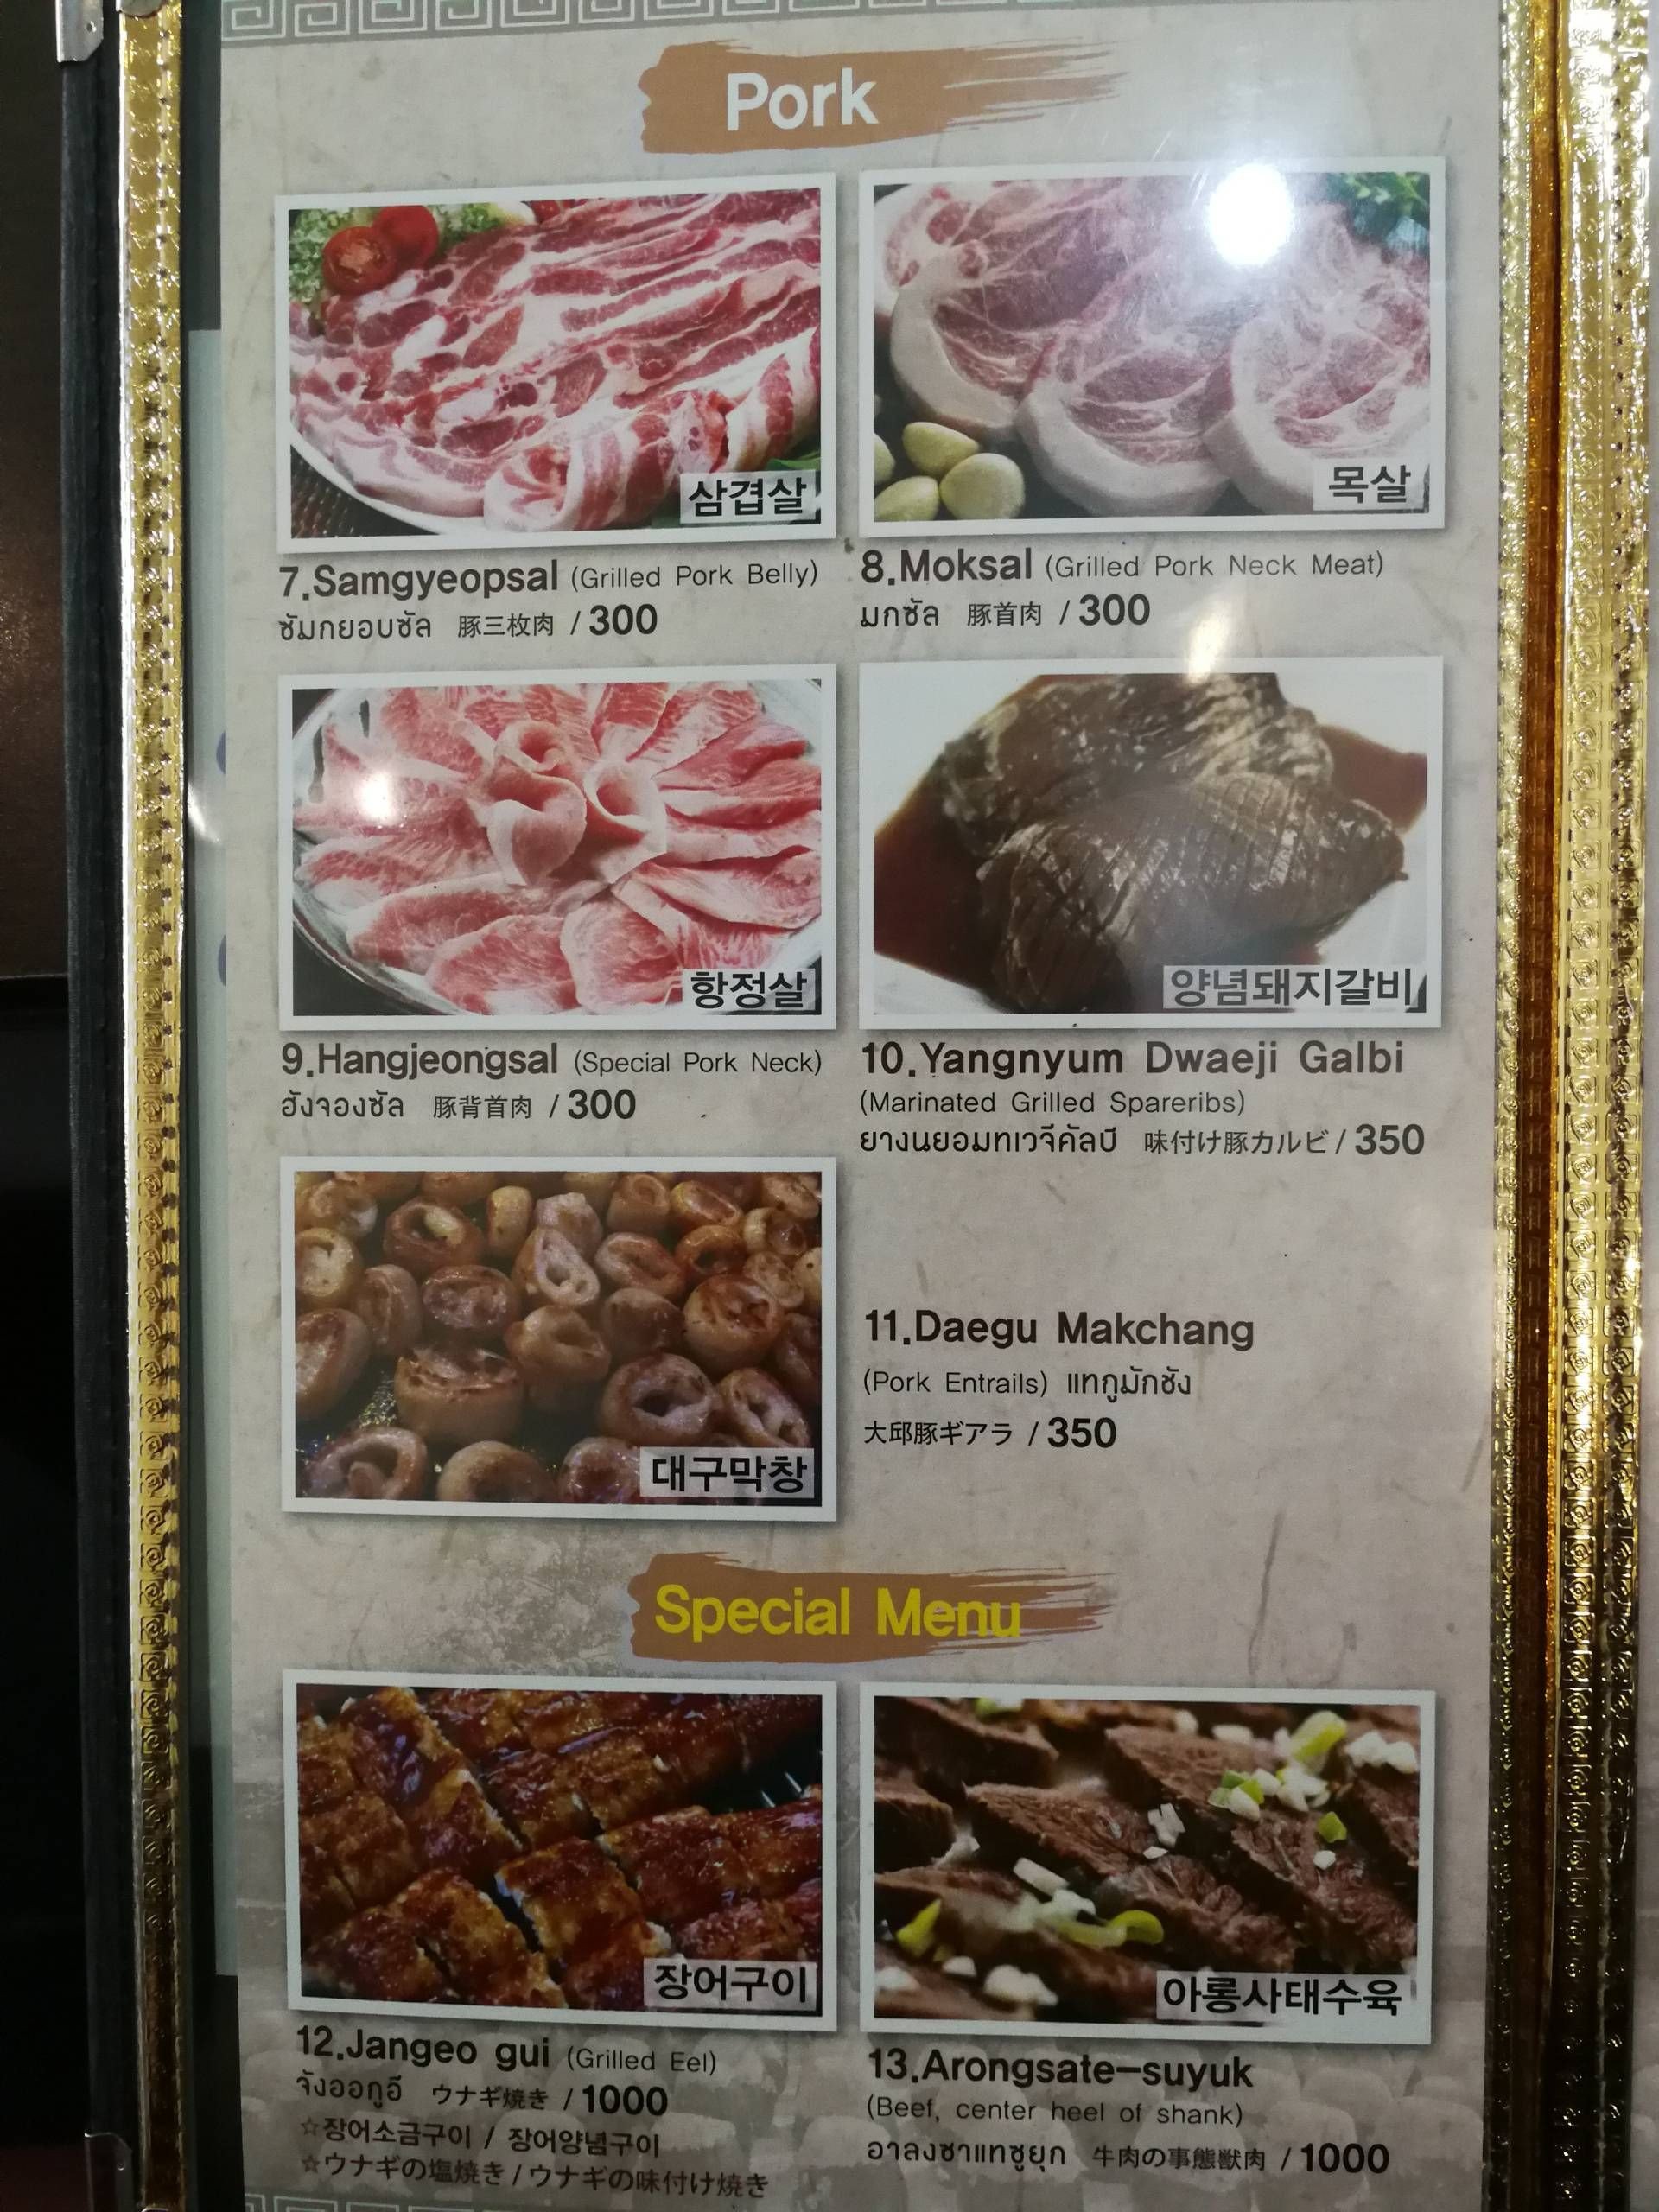 Pork
삼겹살
목살
7.Samgyeopsal (Grilled Pork Belly)
ซัมกยอบซัล 豚三枚肉 / 300
8.Moksal (Grilled Pork Neck Meat)
มกซัล 豚首肉 / 300
항정살
양념돼지갈비
9.Hangjeongsal (Special Pork Neck)
ฮังจองซัล 豚背首肉 / 300
10.Yangnyum Dwaeji Galbi
(Marinated Grilled Spareribs)
ยางนยอมทเวจีคัลบี 味付け豚カルビ / 350
대구막창
11.Daegu Makchang
(Pork Entrails) แทกูมักชัง
大邱豚ギアラ / 350
Special Menu
장어구이
아롱사태수육
12.Jangeo gui (Grilled Eel)
จังออกูอี ウナギ焼き / 1000
☆장어소금구이 / 장어양념구이
☆ウナギの塩焼き / ウナギの味付け焼き
13.Arongsate-suyuk
(Beef, center heel of shank)
อาลงซาแทซูยุก 牛肉の事態獣肉 / 1000